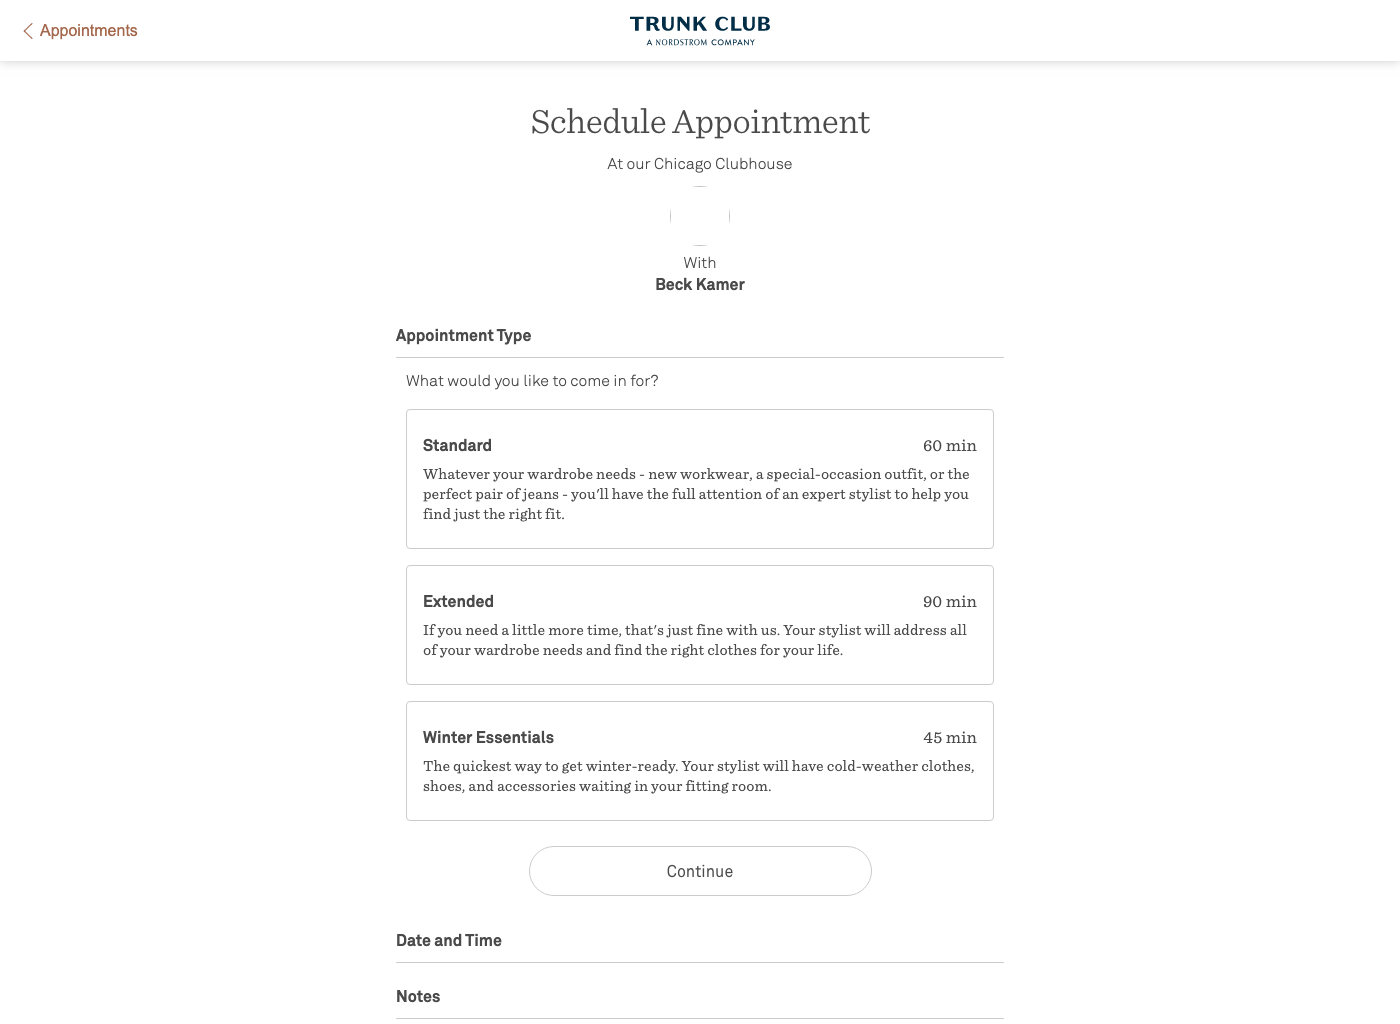 Appointments
TRUNK CLUB
A NORDSTROM COMPANY
Schedule Appointment
At our Chicago Clubhouse
With
Beck Kamer
Appointment Type
What would you like to come in for?
Standard 60 min
Whatever your wardrobe needs - new workwear, a special-occasion outfit, or the
perfect pair of jeans - you'll have the full attention of an expert stylist to help you
find just the right fit.
Extended 90 min
If you need a little more time, that's just fine with us. Your stylist will address all
of your wardrobe needs and find the right clothes for your life.
Winter Essentials 45 min
The quickest way to get winter-ready. Your stylist will have cold-weather clothes,
shoes, and accessories waiting in your fitting room.
Continue
Date and Time
Notes